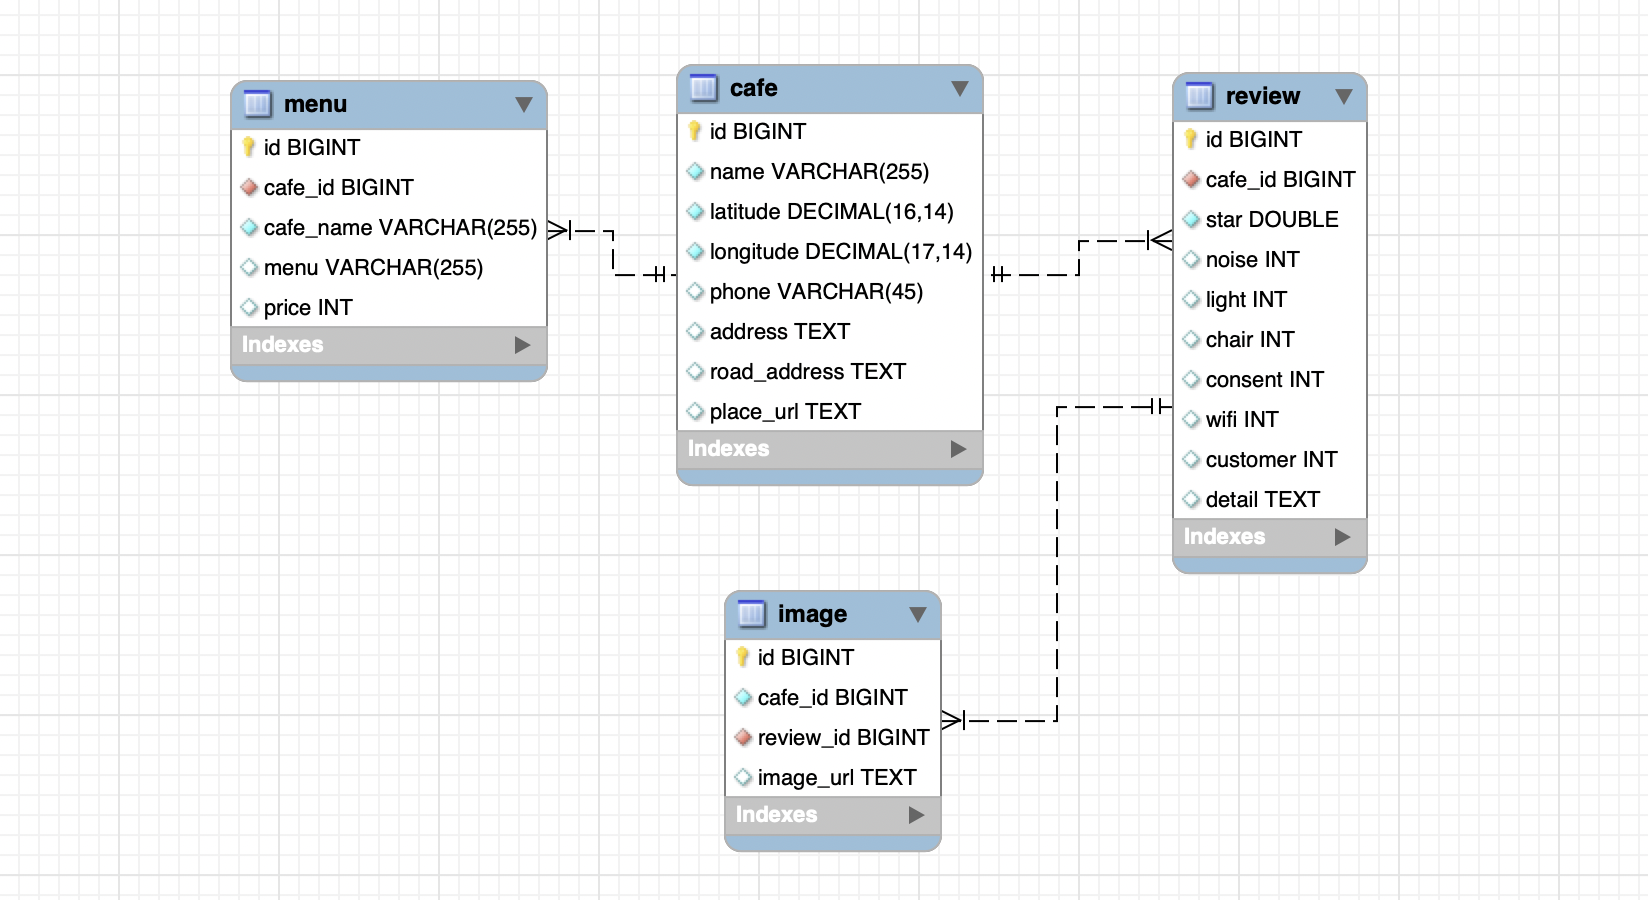 menu
id BIGINT
cafe_id BIGINT
cafe_name VARCHAR(255)
menu VARCHAR(255)
price INT
Indexes
cafe
id BIGINT
name VARCHAR(255)
latitude DECIMAL(16,14)
longitude DECIMAL(17,14)
phone VARCHAR(45)
address TEXT
road_address TEXT
place_url TEXT
Indexes
review
id BIGINT
cafe_id BIGINT
star DOUBLE
noise INT
light INT
chair INT
consent INT
wifi INT
customer INT
detail TEXT
Indexes
image
id BIGINT
cafe_id BIGINT
review_id BIGINT
image_url TEXT
Indexes